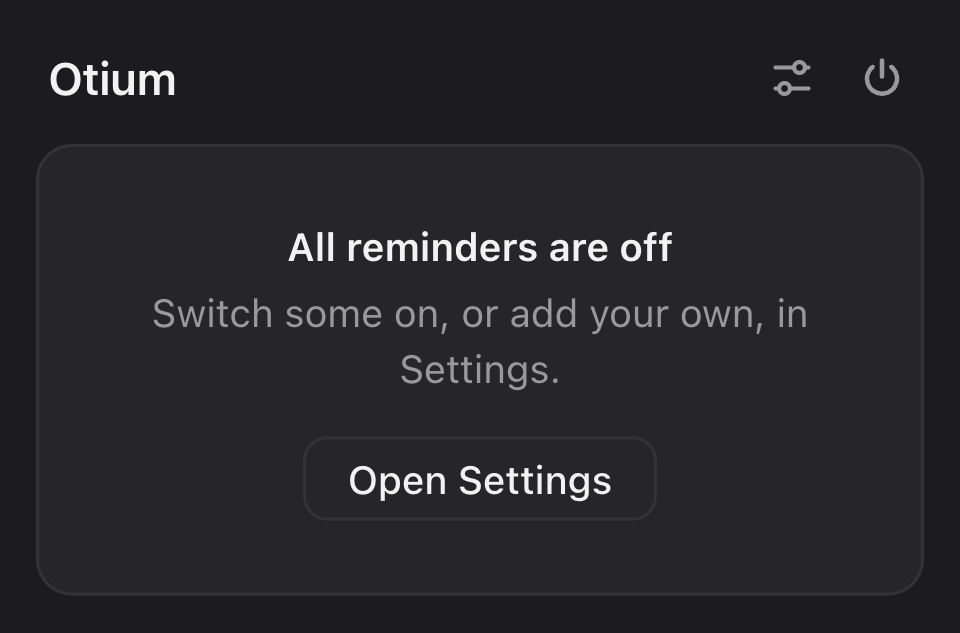 Otium
All reminders are off
Switch some on, or add your own, in
Settings.
Open Settings